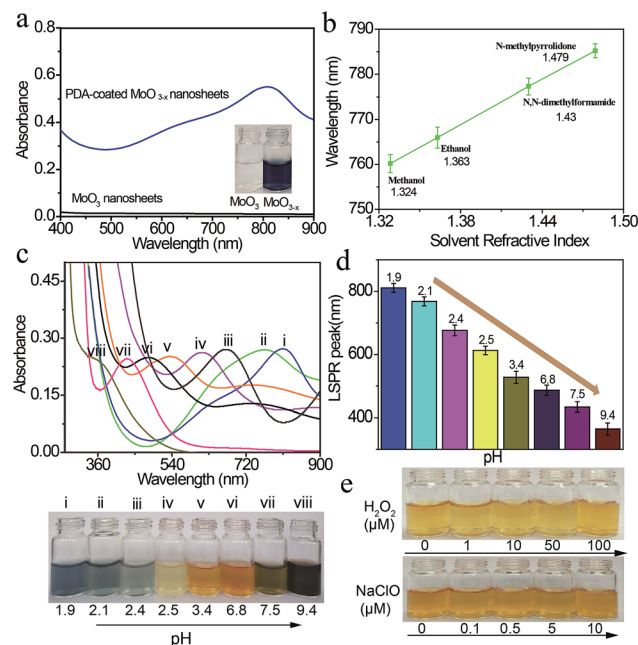 a
0.8
0.6
0.4
0.2
0.0
Absorbance
PDA-coated MoO3-x nanosheets
MoO3 nanosheets
MoO3 MoO3-x
400 500 600 700 800 900
Wavelength (nm)
b
790
780
770
760
750
Wavelength (nm)
N-methylpyrrolidone
1.479
N,N-dimethylformamide
1.43
Ethanol
1.363
Methanol
1.324
1.32 1.38 1.44 1.50
Solvent Refractive Index
c
0.45
0.30
0.15
0.00
Absorbance
viii vii vi v iv iii ii i
360 540 720 900
Wavelength (nm)
i ii iii iv v vi vii viii
1.9 2.1 2.4 2.5 3.4 6.8 7.5 9.4
pH
d
800
600
400
LSPR peak(nm)
1.9 2.1 2.4 2.5 3.4 6.8 7.5 9.4
pH
e
H2O2
(μM)
0 1 10 50 100
NaClO
(μM)
0 0.1 0.5 5 10